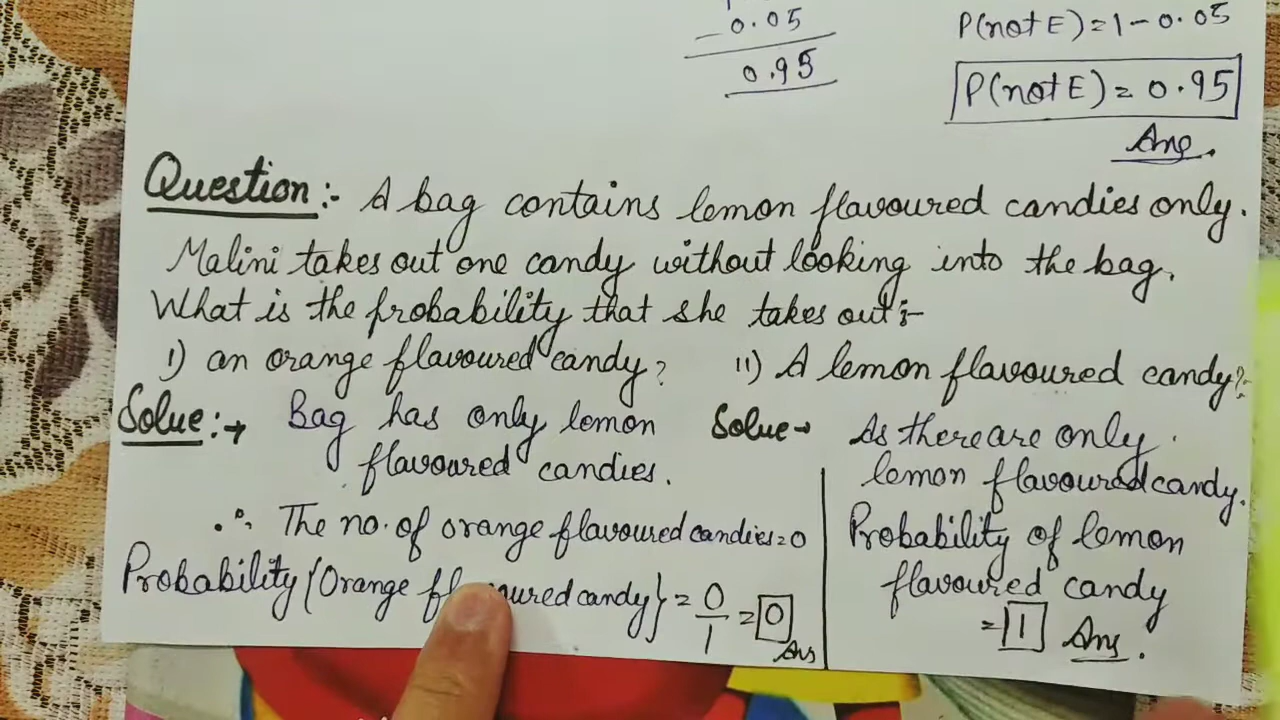 - 0.05
0.95
P(not E) = 1 - 0.05
P(not E) = 0.95
Ans.
Question :- A bag contains lemon flavoured candies only.
Malini takes out one candy without looking into the bag.
What is the probability that she takes out :-
i) an orange flavoured candy?
ii) A lemon flavoured candy?
Solve :→ Bag has only lemon
flavoured candies.
∴ The no. of orange flavoured candies = 0
Probability {Orange flavoured candy} = 0/1 = 0
Ans
Solve → As there are only
lemon flavoured candy.
Probability of lemon
flavoured candy
= 1 Ans.